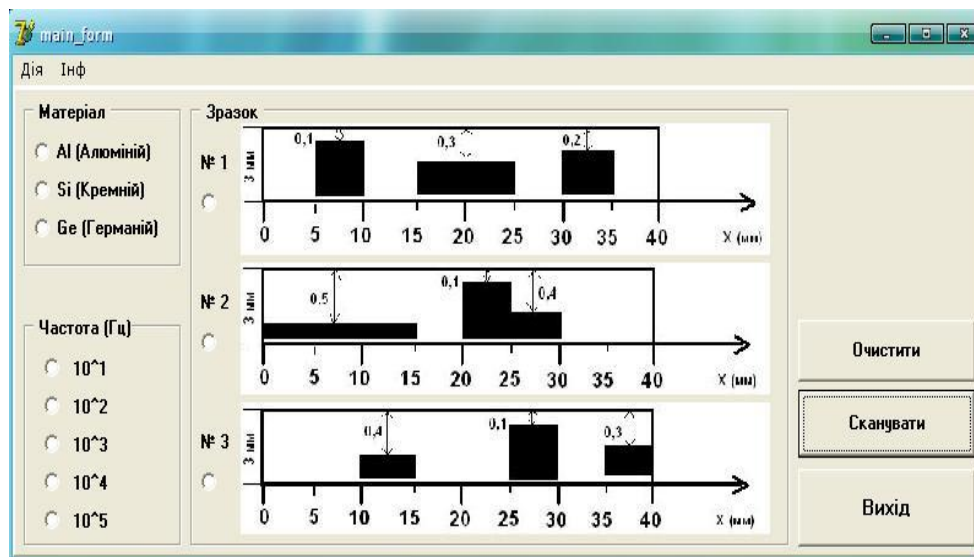 main_form
Дія Інф
Матеріал
Al (Алюміній)
Si (Кремній)
Ge (Германій)
Частота (Гц)
10^1
10^2
10^3
10^4
10^5
Зразок
№ 1
3 мм
0,1 0,3 0,2
0 5 10 15 20 25 30 35 40 X (мм)
№ 2
3 мм
0.5 0,1 0,4
0 5 10 15 20 25 30 35 40 X (мм)
№ 3
3 мм
0,4 0,1 0,3
0 5 10 15 20 25 30 35 40 X (мм)
Очистити
Сканувати
Вихід